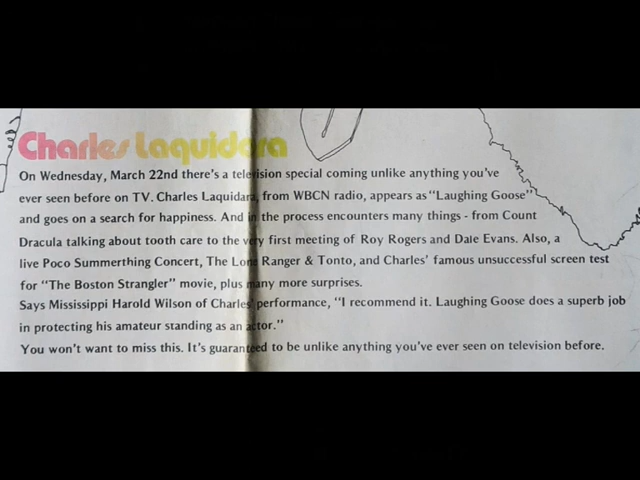 Charles Laquidara
On Wednesday, March 22nd there's a television special coming unlike anything you've
ever seen before on TV. Charles Laquidara, from WBCN radio, appears as "Laughing Goose"
and goes on a search for happiness. And in the process encounters many things - from Count
Dracula talking about tooth care to the very first meeting of Roy Rogers and Dale Evans. Also, a
live Poco Summerthing Concert, The Lone Ranger & Tonto, and Charles' famous unsuccessful screen test
for "The Boston Strangler" movie, plus many more surprises.
Says Mississippi Harold Wilson of Charles' performance, "I recommend it. Laughing Goose does a superb job
in protecting his amateur standing as an actor."
You won't want to miss this. It's guaranteed to be unlike anything you've ever seen on television before.